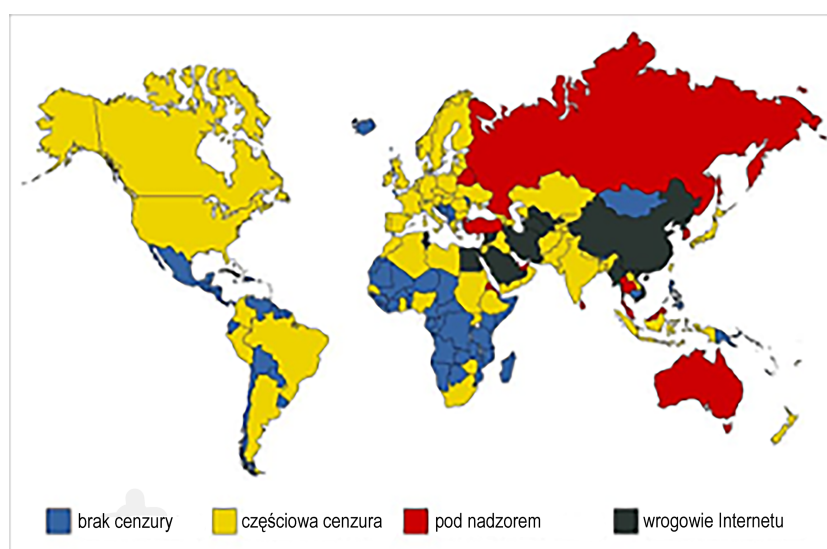 brak cenzury
częściowa cenzura
pod nadzorem
wrogowie Internetu